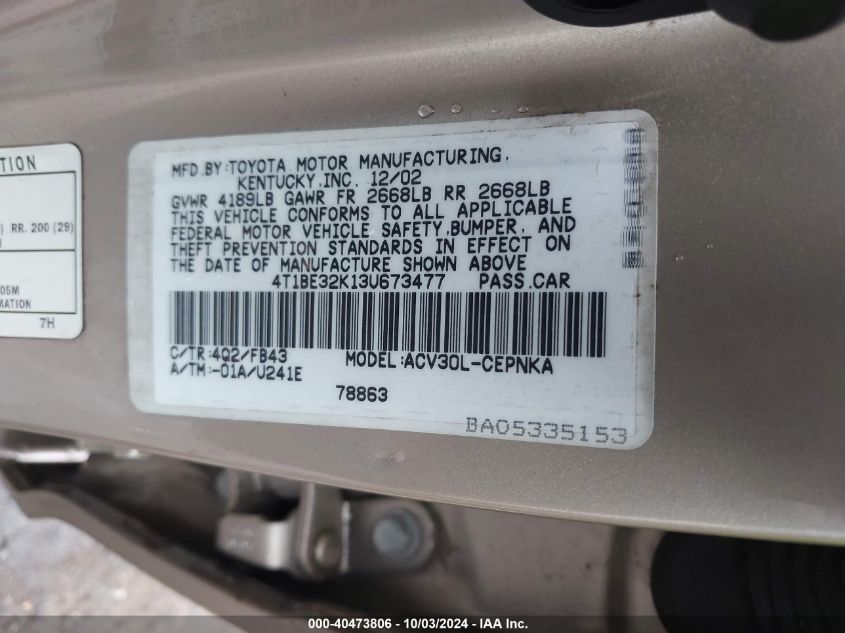 TION
RR. 200 (29)
OSM
MATION
7H
MFD.BY:TOYOTA MOTOR MANUFACTURING,
KENTUCKY,INC. 12/02
GVWR 4189LB GAWR FR 2668LB RR 2668LB
THIS VEHICLE CONFORMS TO ALL APPLICABLE
FEDERAL MOTOR VEHICLE SAFETY,BUMPER, AND
THEFT PREVENTION STANDARDS IN EFFECT ON
THE DATE OF MANUFACTURE SHOWN ABOVE
4T1BE32K13U673477 PASS.CAR
C/TR:4Q2/FB43 MODEL:ACV30L-CEPNKA
A/TM:-01A/U241E
78863
BA05335153
000-40473806 - 10/03/2024 - IAAI.COM